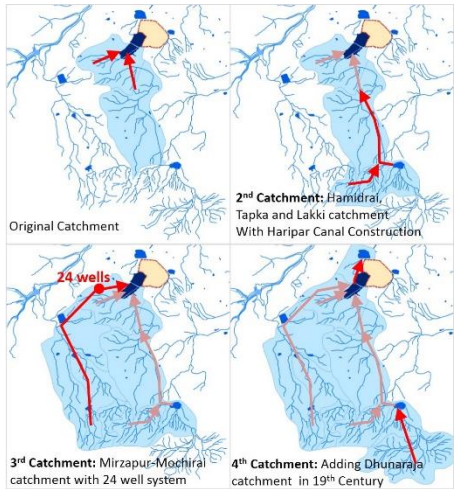 Original Catchment
2nd Catchment: Hamidrai,
Tapka and Lakki catchment
With Haripar Canal Construction
24 wells
3rd Catchment: Mirzapur-Mochirai
catchment with 24 well system
4th Catchment: Adding Dhunaraja
catchment in 19th Century